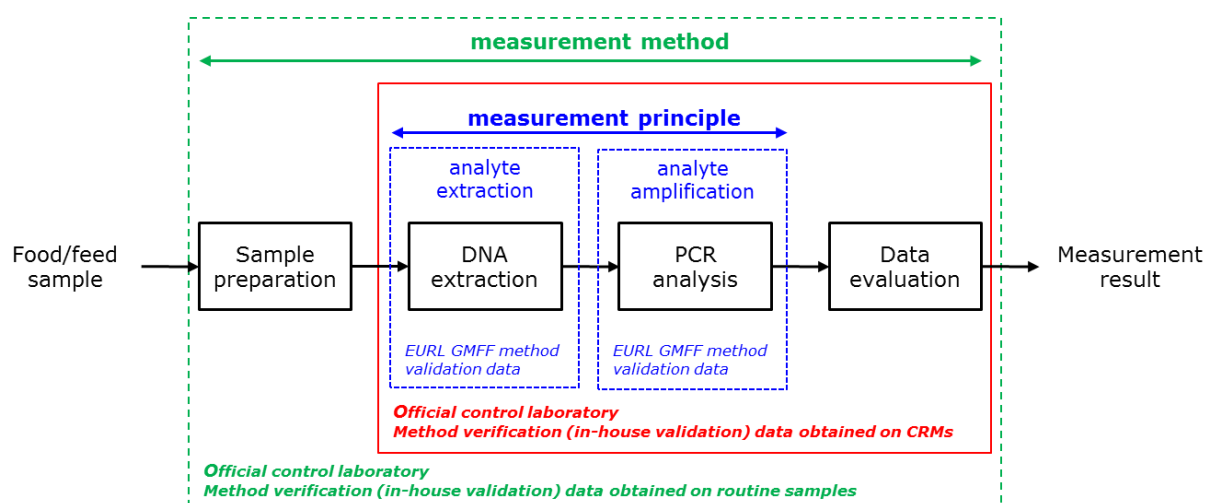 measurement method
measurement principle
analyte
extraction
analyte
amplification
Food/feed
sample
Sample
preparation
DNA
extraction
PCR
analysis
Data
evaluation
Measurement
result
EURL GMFF method
validation data
EURL GMFF method
validation data
Official control laboratory
Method verification (in-house validation) data obtained on CRMs
Official control laboratory
Method verification (in-house validation) data obtained on routine samples